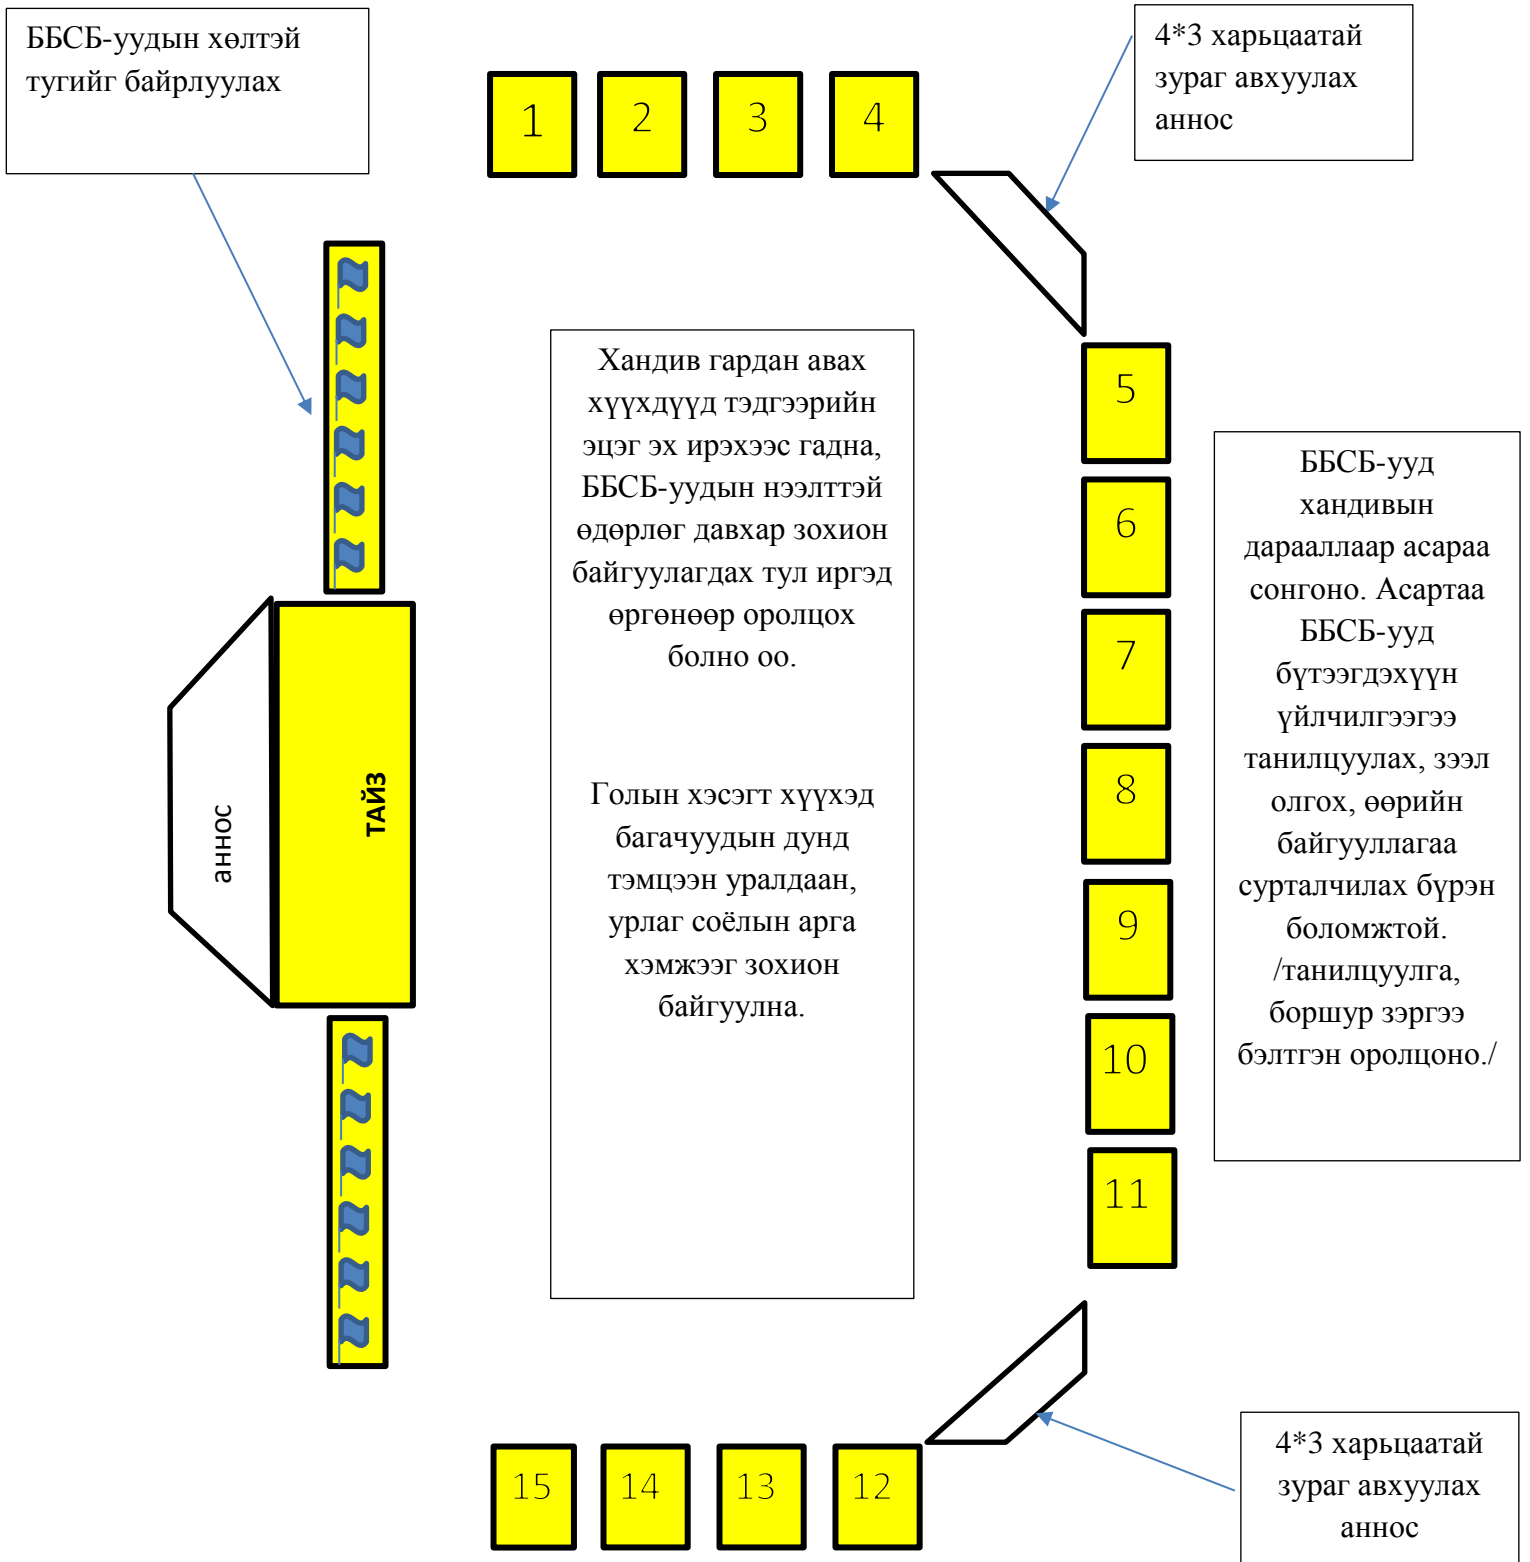 ББСБ-уудын хөлтэй
тугийг байрлуулах
4*3 харьцаатай
зураг авхуулах
аннос
1
2
3
4
Хандив гардан авах
хүүхдүүд тэдгээрийн
эцэг эх ирэхээс гадна,
ББСБ-уудын нээлттэй
өдөрлөг давхар зохион
байгуулагдах тул иргэд
өргөнөөр оролцох
болно оо.
Голын хэсэгт хүүхэд
багачуудын дунд
тэмцээн уралдаан,
урлаг соёлын арга
хэмжээг зохион
байгуулна.
аннос
ТАЙЗ
5
6
7
8
9
10
11
ББСБ-ууд
хандивын
дарааллаар асараа
сонгоно. Асартаа
ББСБ-ууд
бүтээгдэхүүн
үйлчилгээгээ
танилцуулах, зээл
олгох, өөрийн
байгууллагаа
сурталчилах бүрэн
боломжтой.
/танилцуулга,
боршур зэргээ
бэлтгэн оролцоно./
15
14
13
12
4*3 харьцаатай
зураг авхуулах
аннос